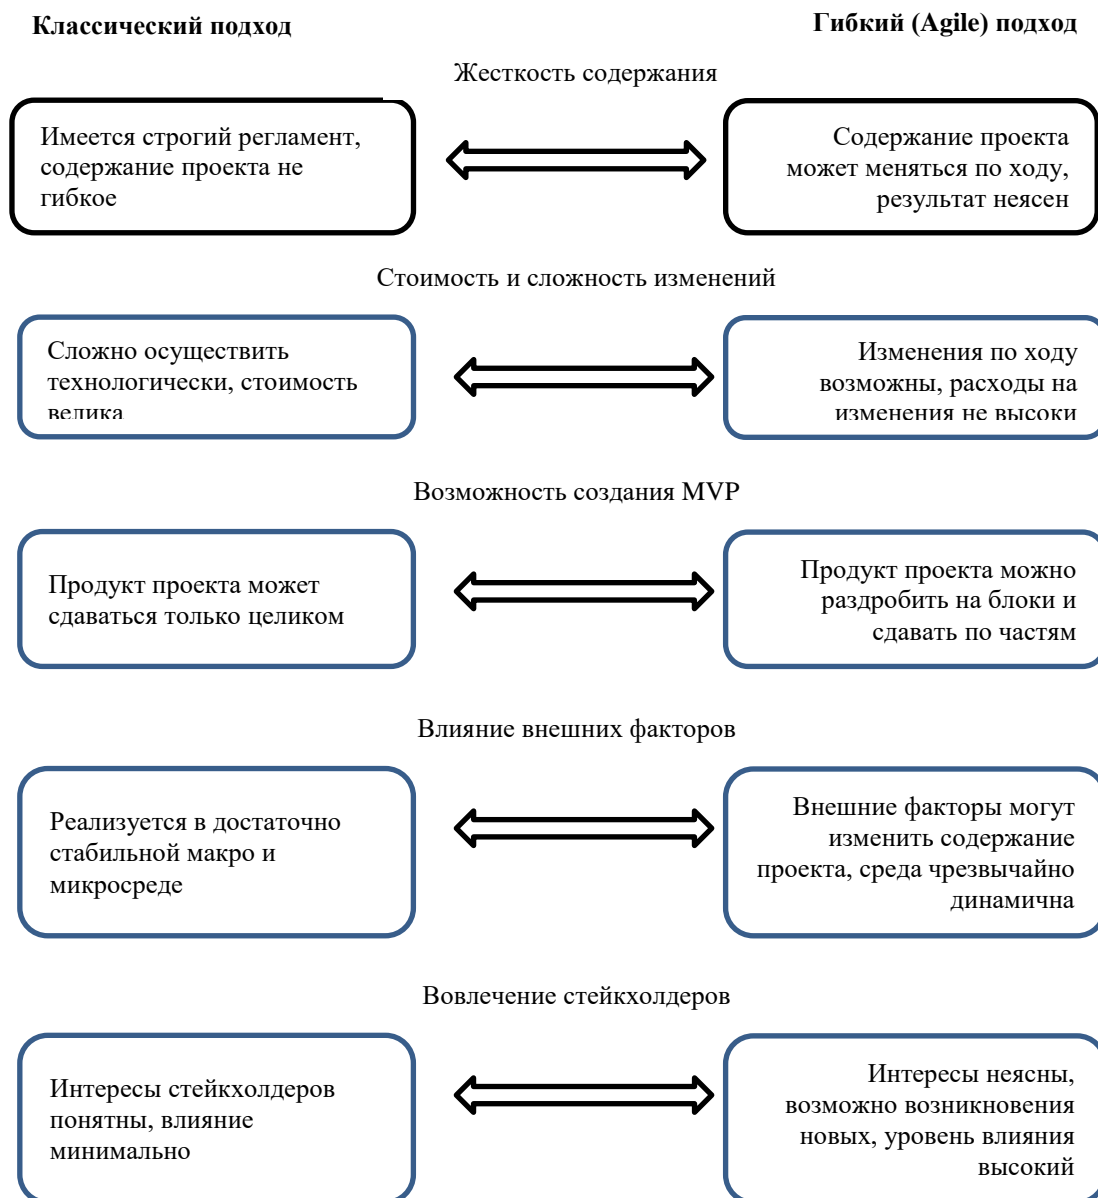 Классический подход
Гибкий (Agile) подход
Жесткость содержания
Имеется строгий регламент,
содержание проекта не
гибкое
Содержание проекта
может меняться по ходу,
результат неясен
Стоимость и сложность изменений
Сложно осуществить
технологически, стоимость
велика
Изменения по ходу
возможны, расходы на
изменения не высоки
Возможность создания MVP
Продукт проекта может
сдаваться только целиком
Продукт проекта можно
раздробить на блоки и
сдавать по частям
Влияние внешних факторов
Реализуется в достаточно
стабильной макро и
микросреде
Внешние факторы могут
изменить содержание
проекта, среда чрезвычайно
динамична
Вовлечение стейкхолдеров
Интересы стейкхолдеров
понятны, влияние
минимально
Интересы неясны,
возможно возникновения
новых, уровень влияния
высокий